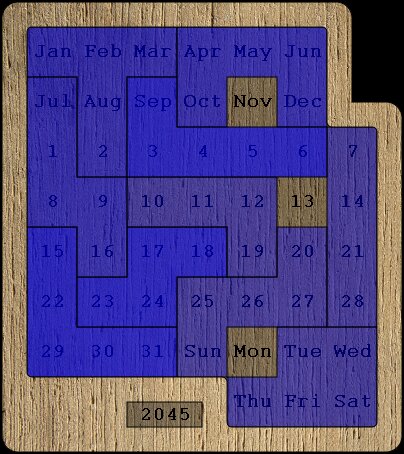 Jan Feb Mar Apr May Jun
Jul Aug Sep Oct Nov Dec
1 2 3 4 5 6 7
8 9 10 11 12 13 14
15 16 17 18 19 20 21
22 23 24 25 26 27 28
29 30 31 Sun Mon Tue Wed
Thu Fri Sat
2045